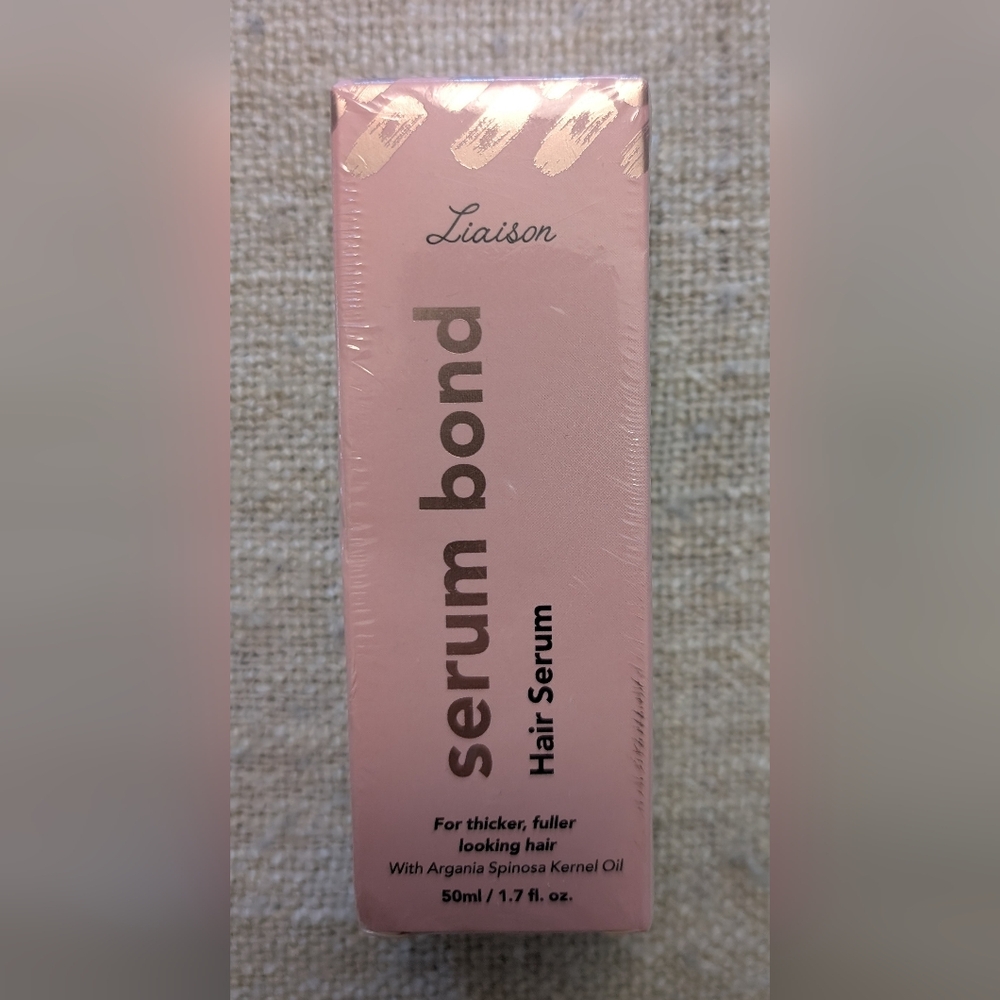 Liaison
serum bond
Hair Serum
For thicker, fuller
looking hair
With Argania Spinosa Kernel Oil
50ml / 1.7 fl. oz.